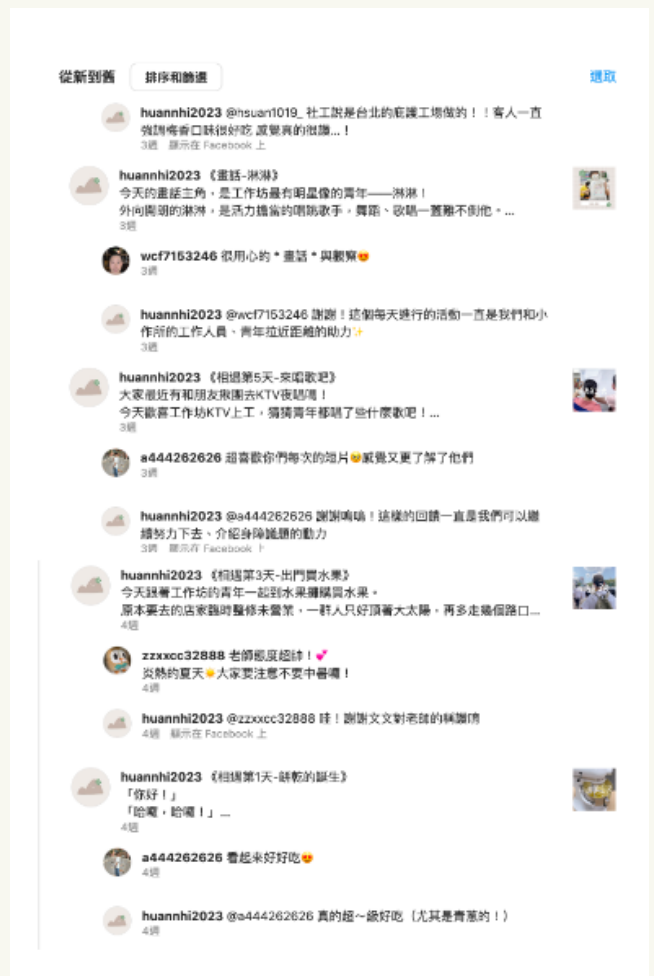 從新到舊 排序和篩選 選取
huannhi2023 @hsuan1019_ 社工說是台北的庇護工場做的！！客人一直
強調梅香口味很好吃 感覺真的很讚...！
3週 顯示在 Facebook 上
huannhi2023 《畫話-淋淋》
今天的畫話主角，是工作坊最有明星像的青年——淋淋！
外向開朗的淋淋，是活力擔當的唱跳歌手，舞蹈、歌唱一蓋難不倒他。...
3週
wcf7153246 很用心的 * 畫話 * 與觀察😍
3週
huannhi2023 @wcf7153246 謝謝！這個每天進行的活動一直是我們和小
作所的工作人員、青年拉近距離的助力✨
3週
huannhi2023 《相遇第5天-來唱歌吧》
大家最近有和朋友揪團去KTV夜唱嗎！
今天歡喜工作坊KTV上工，猜猜青年都唱了些什麼歌吧！...
3週
a444262626 超喜歡你們每次的短片🥹感覺又更了解了他們
3週
huannhi2023 @a444262626 謝謝嗚嗚！這樣的回饋一直是我們可以繼
續努力下去、介紹身障議題的動力
3週 顯示在 Facebook 上
huannhi2023 《相遇第3天-出門買水果》
今天跟著工作坊的青年一起到水果攤購買水果。
原本要去的店家臨時整修未營業，一群人只好頂著大太陽，再多走幾個路口...
4週
zzxxcc32888 老師態度超帥！💕
炎熱的夏天☀️大家要注意不要中暑囉！
4週
huannhi2023 @zzxxcc32888 哇！謝謝文文對老師的稱讚唷
4週 顯示在 Facebook 上
huannhi2023 《相遇第1天-餅乾的誕生》
「你好！」
「哈囉，哈囉！」...
4週
a444262626 看起來好好吃😍
4週
huannhi2023 @a444262626 真的超～級好吃（尤其是青蔥的！）
4週